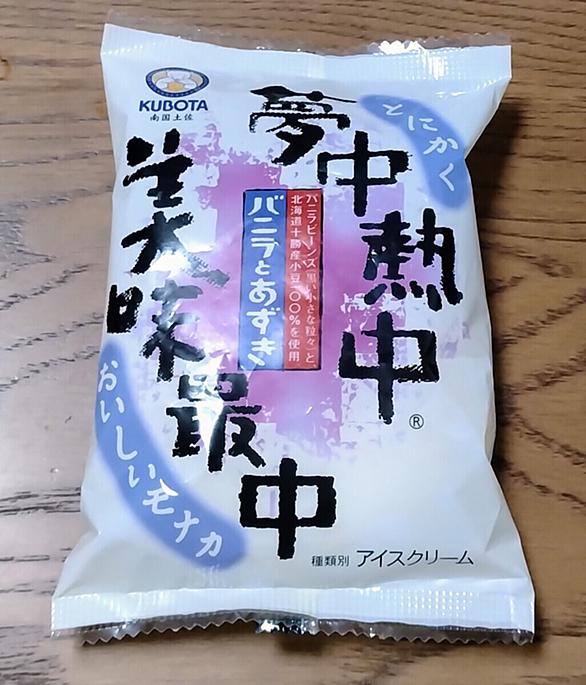 KUBOTA
南国土佐
とにかく
夢中
熱中
美味
最中
バニラビーンズ(黒い小さな粒々)と
北海道十勝産小豆100%を使用
バニラとあずき
おいしいモナカ
®
種類別 アイスクリーム